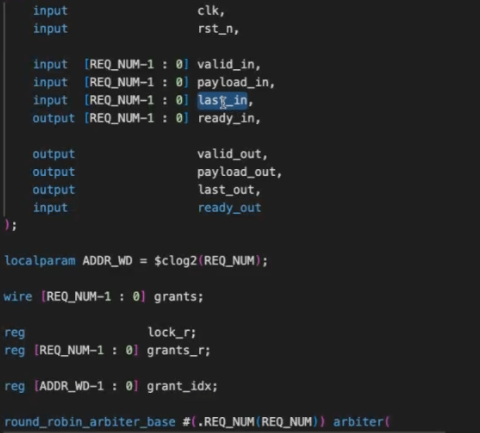 input clk,
input rst_n,
input [REQ_NUM-1 : 0] valid_in,
input [REQ_NUM-1 : 0] payload_in,
input [REQ_NUM-1 : 0] last_in,
output [REQ_NUM-1 : 0] ready_in,
output valid_out,
output payload_out,
output last_out,
input ready_out
);
localparam ADDR_WD = $clog2(REQ_NUM);
wire [REQ_NUM-1 : 0] grants;
reg lock_r;
reg [REQ_NUM-1 : 0] grants_r;
reg [ADDR_WD-1 : 0] grant_idx;
round_robin_arbiter_base #(.REQ_NUM(REQ_NUM)) arbiter(